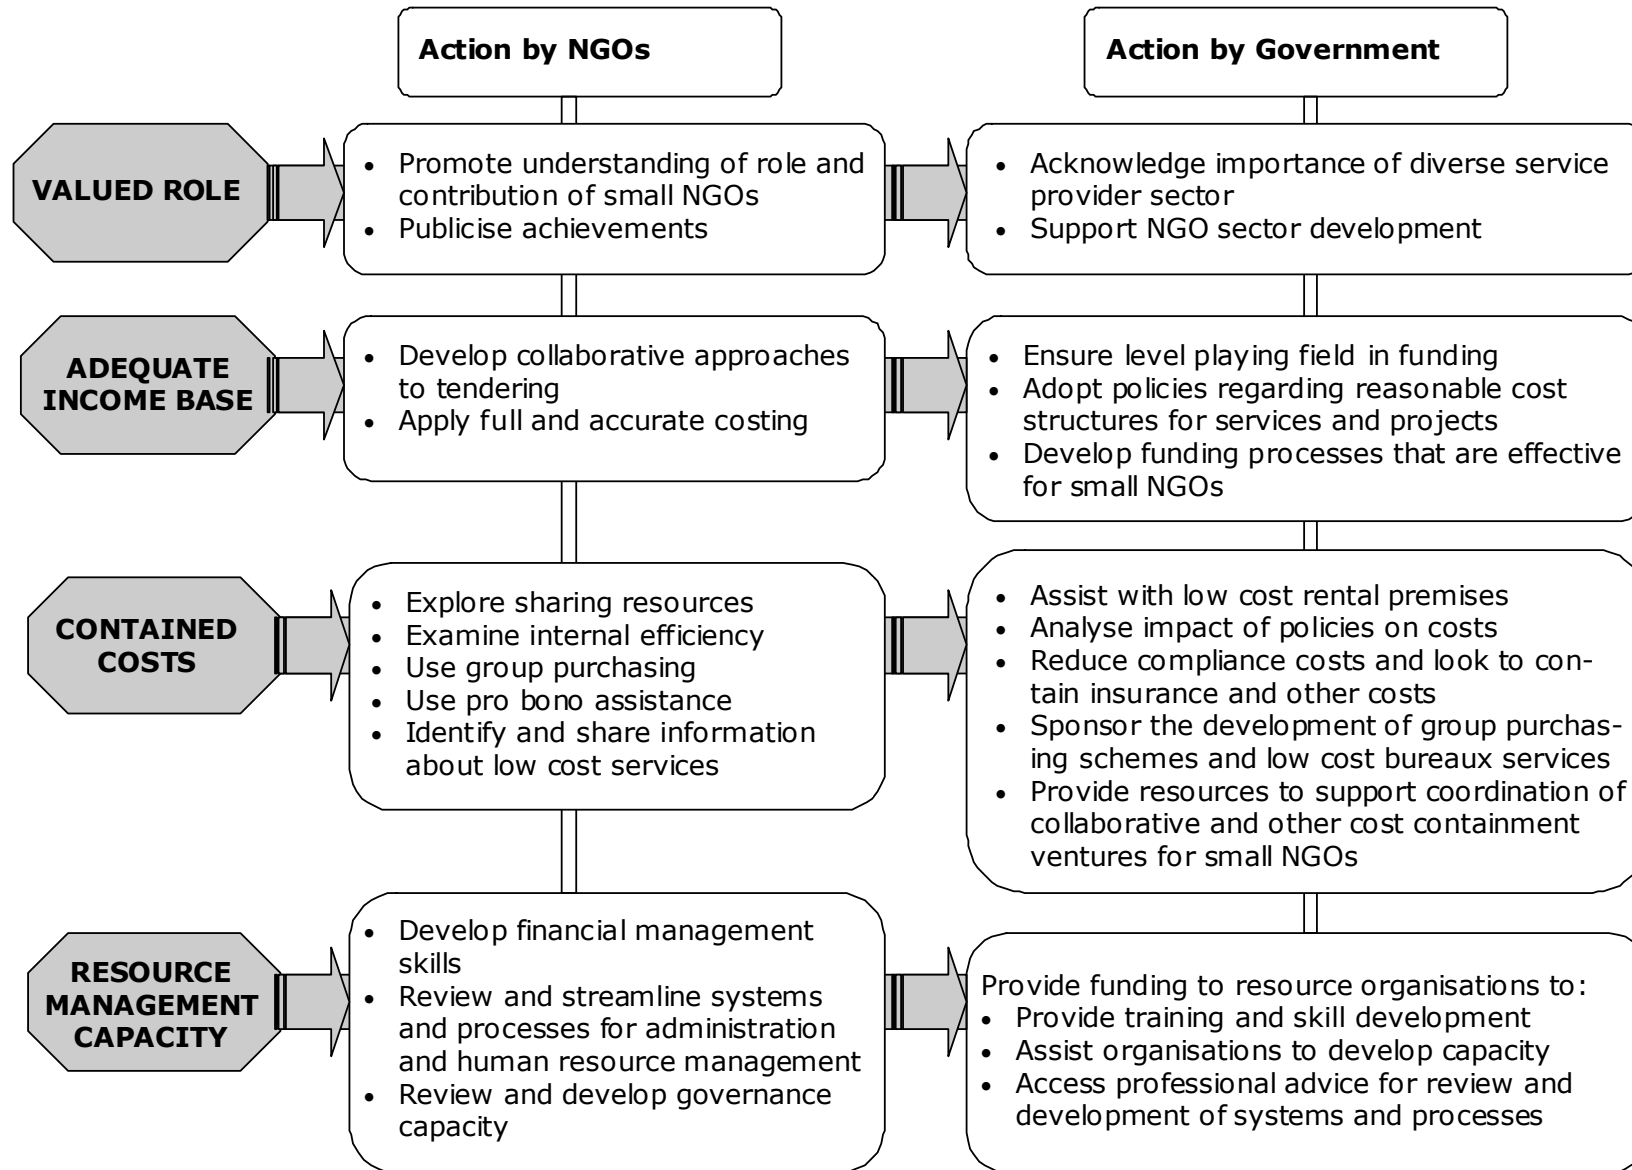 Action by NGOs
Action by Government
VALUED ROLE
• Promote understanding of role and
contribution of small NGOs
• Publicise achievements
• Acknowledge importance of diverse service
provider sector
• Support NGO sector development
ADEQUATE
INCOME BASE
• Develop collaborative approaches
to tendering
• Apply full and accurate costing
• Ensure level playing field in funding
• Adopt policies regarding reasonable cost
structures for services and projects
• Develop funding processes that are effective
for small NGOs
CONTAINED
COSTS
• Explore sharing resources
• Examine internal efficiency
• Use group purchasing
• Use pro bono assistance
• Identify and share information
about low cost services
• Assist with low cost rental premises
• Analyse impact of policies on costs
• Reduce compliance costs and look to con-
tain insurance and other costs
• Sponsor the development of group purchas-
ing schemes and low cost bureaux services
• Provide resources to support coordination of
collaborative and other cost containment
ventures for small NGOs
RESOURCE
MANAGEMENT
CAPACITY
• Develop financial management
skills
• Review and streamline systems
and processes for administration
and human resource management
• Review and develop governance
capacity
Provide funding to resource organisations to:
• Provide training and skill development
• Assist organisations to develop capacity
• Access professional advice for review and
development of systems and processes